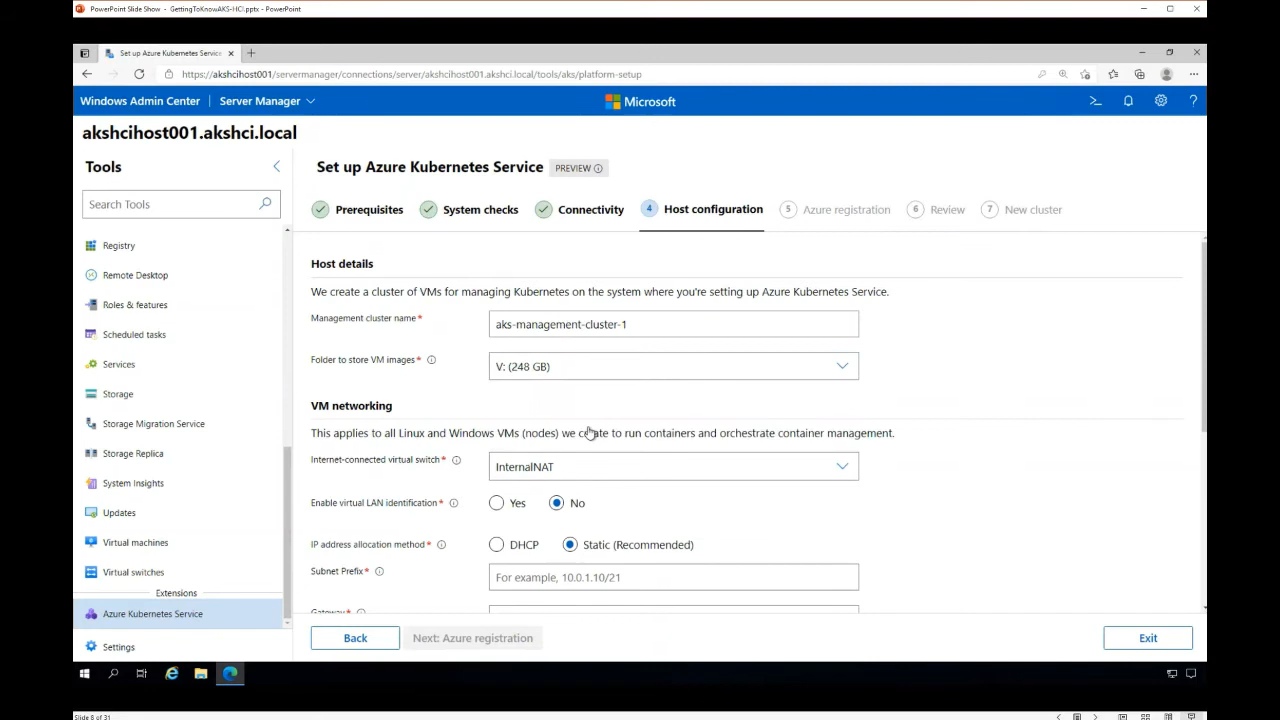 PowerPoint Slide Show - GettingToKnowAKS-HCI.pptx - PowerPoint
Set up Azure Kubernetes Service
https://akshcihost001/servermanager/connections/server/akshcihost001.akshci.local/tools/aks/platform-setup
Windows Admin Center | Server Manager
Microsoft
akshcihost001.akshci.local
Tools
Search Tools
Registry
Remote Desktop
Roles & features
Scheduled tasks
Services
Storage
Storage Migration Service
Storage Replica
System Insights
Updates
Virtual machines
Virtual switches
Extensions
Azure Kubernetes Service
Settings
Set up Azure Kubernetes Service PREVIEW
Prerequisites System checks Connectivity 4 Host configuration 5 Azure registration 6 Review 7 New cluster
Host details
We create a cluster of VMs for managing Kubernetes on the system where you're setting up Azure Kubernetes Service.
Management cluster name* aks-management-cluster-1
Folder to store VM images* V: (248 GB)
VM networking
This applies to all Linux and Windows VMs (nodes) we create to run containers and orchestrate container management.
Internet-connected virtual switch* InternalNAT
Enable virtual LAN identification* Yes No
IP address allocation method* DHCP Static (Recommended)
Subnet Prefix* For example, 10.0.1.10/21
Gateway*
Back Next: Azure registration Exit
Slide 8 of 31